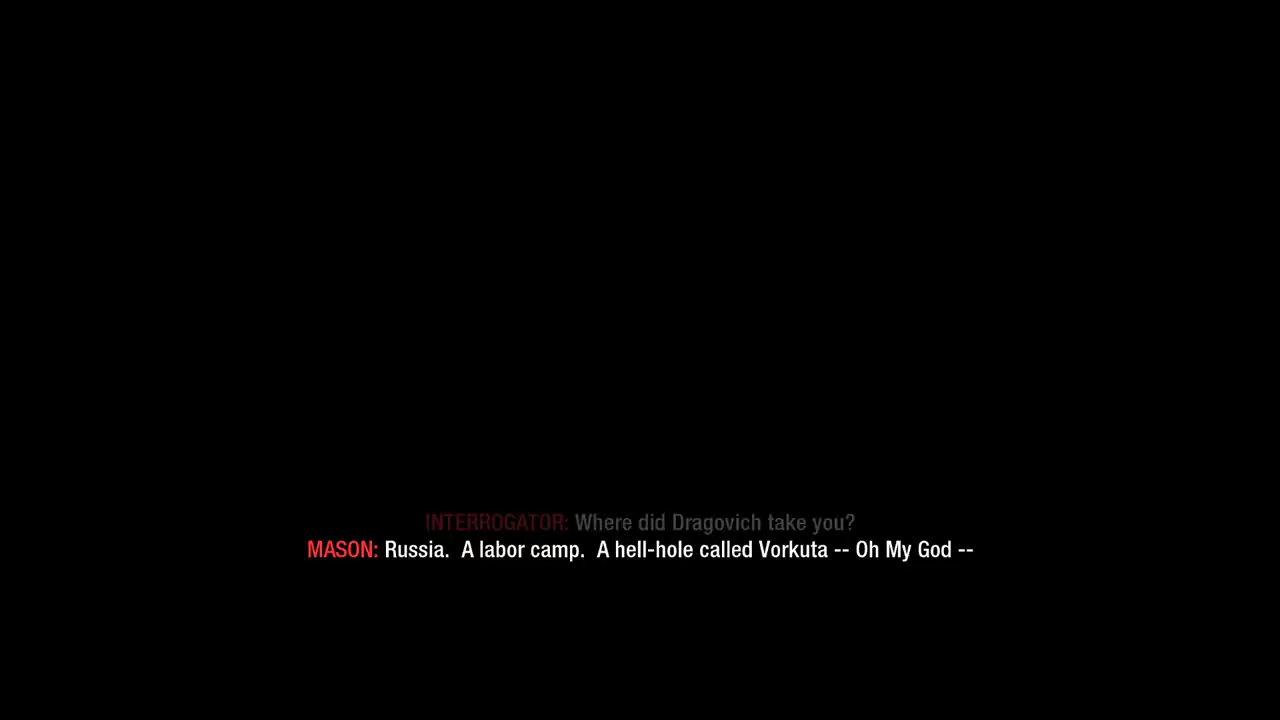 INTERROGATOR: Where did Dragovich take you?
MASON: Russia.  A labor camp.  A hell-hole called Vorkuta -- Oh My God --